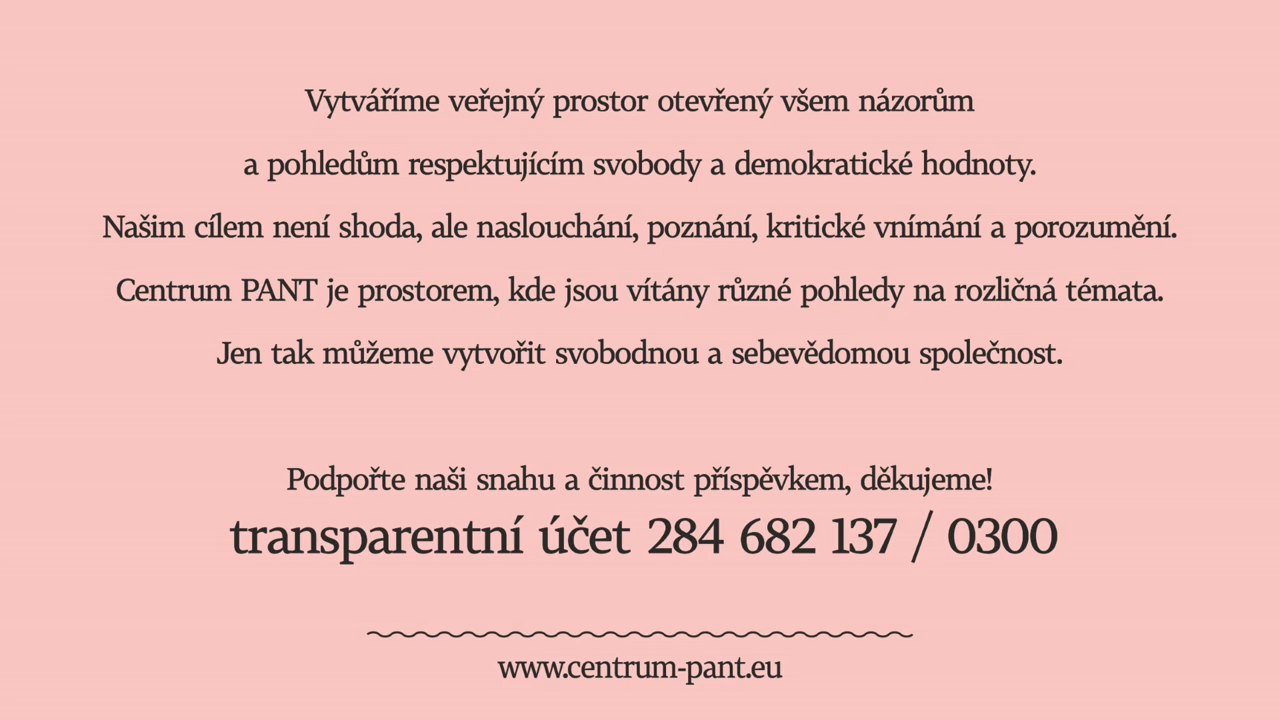 Vytváříme veřejný prostor otevřený všem názorům
a pohledům respektujícím svobody a demokratické hodnoty.
Našim cílem není shoda, ale naslouchání, poznání, kritické vnímání a porozumění.
Centrum PANT je prostorem, kde jsou vítány různé pohledy na rozličná témata.
Jen tak můžeme vytvořit svobodnou a sebevědomou společnost.
Podpořte naši snahu a činnost příspěvkem, děkujeme!
transparentní účet 284 682 137 / 0300
www.centrum-pant.eu